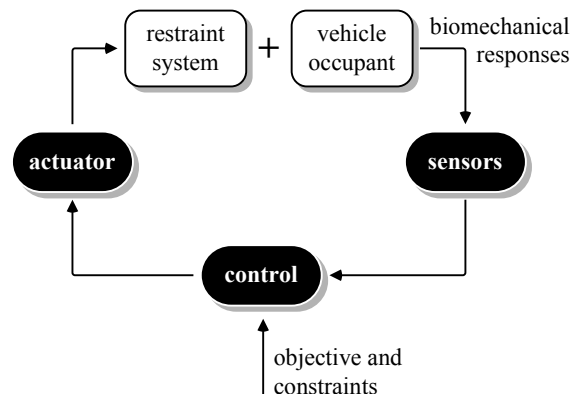 restraint
system
+
vehicle
occupant
biomechanical
responses
actuator
sensors
control
objective and
constraints